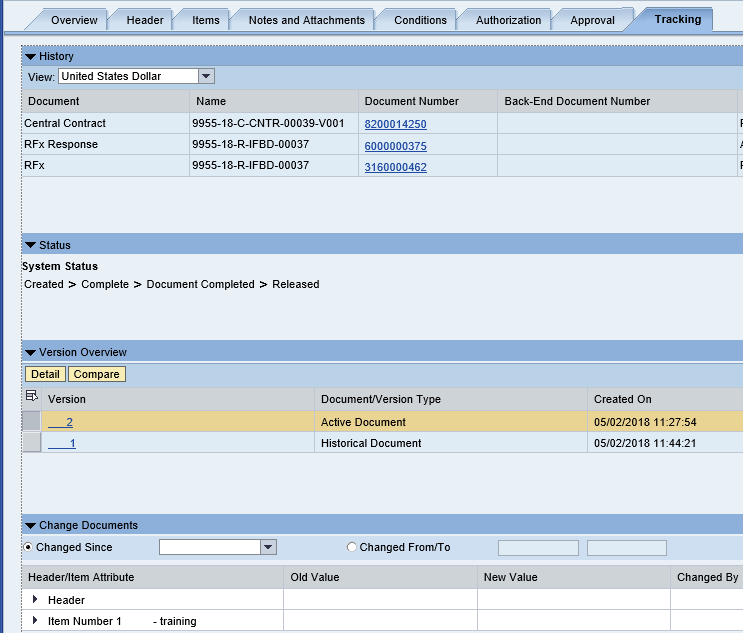 Overview Header Items Notes and Attachments Conditions Authorization Approval Tracking
History
View: United States Dollar
Document Name Document Number Back-End Document Number
Central Contract 9955-18-C-CNTR-00039-V001 8200014250
RFx Response 9955-18-R-IFBD-00037 6000000375
RFx 9955-18-R-IFBD-00037 3160000462
Status
System Status
Created > Complete > Document Completed > Released
Version Overview
Detail Compare
Version Document/Version Type Created On
2 Active Document 05/02/2018 11:27:54
1 Historical Document 05/02/2018 11:44:21
Change Documents
Changed Since Changed From/To
Header/Item Attribute Old Value New Value Changed By
Header
Item Number 1 - training